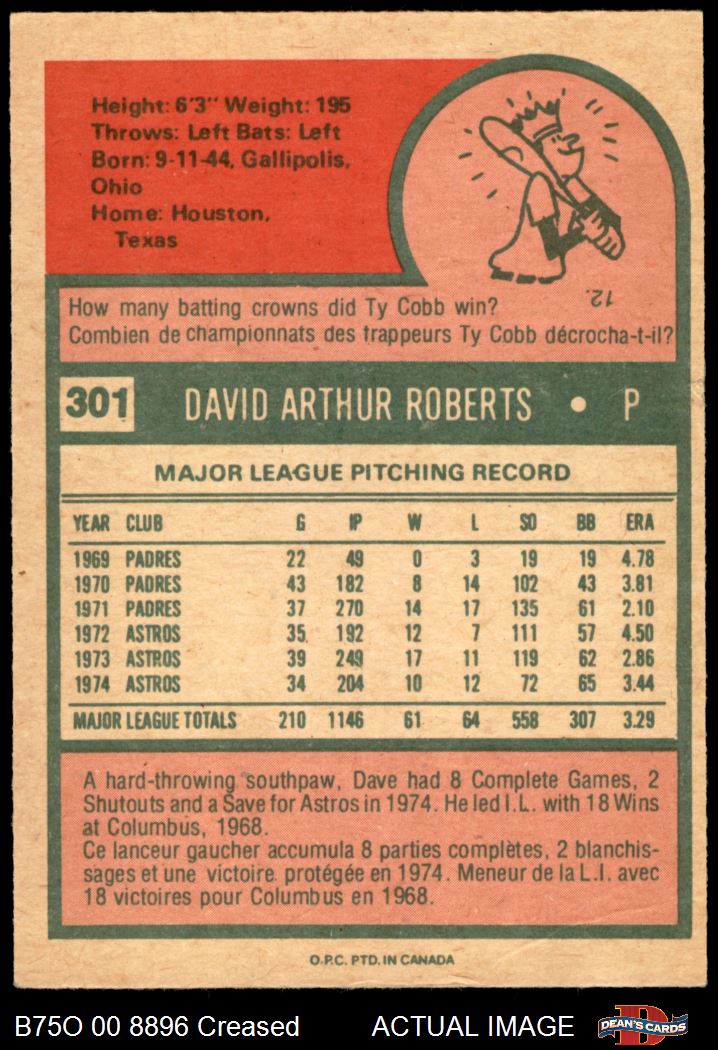 Height: 6'3" Weight: 195
Throws: Left Bats: Left
Born: 9-11-44, Gallipolis,
Ohio
Home: Houston,
Texas
12.
How many batting crowns did Ty Cobb win?
Combien de championnats des trappeurs Ty Cobb décrocha-t-il?
301 DAVID ARTHUR ROBERTS • P
MAJOR LEAGUE PITCHING RECORD
YEAR CLUB G IP W L SO BB ERA
1969 PADRES 22 49 0 3 19 19 4.78
1970 PADRES 43 182 8 14 102 43 3.81
1971 PADRES 37 270 14 17 135 61 2.10
1972 ASTROS 35 192 12 7 111 57 4.50
1973 ASTROS 39 249 17 11 119 62 2.86
1974 ASTROS 34 204 10 12 72 65 3.44
MAJOR LEAGUE TOTALS 210 1146 61 64 558 307 3.29
A hard-throwing southpaw, Dave had 8 Complete Games, 2
Shutouts and a Save for Astros in 1974. He led I.L. with 18 Wins
at Columbus, 1968.
Ce lanceur gaucher accumula 8 parties complètes, 2 blanchis-
sages et une victoire protégée en 1974. Meneur de la L.I. avec
18 victoires pour Columbus en 1968.
O.P.C. PTD. IN CANADA
B75O 00 8896 Creased ACTUAL IMAGE DEAN'S CARDS